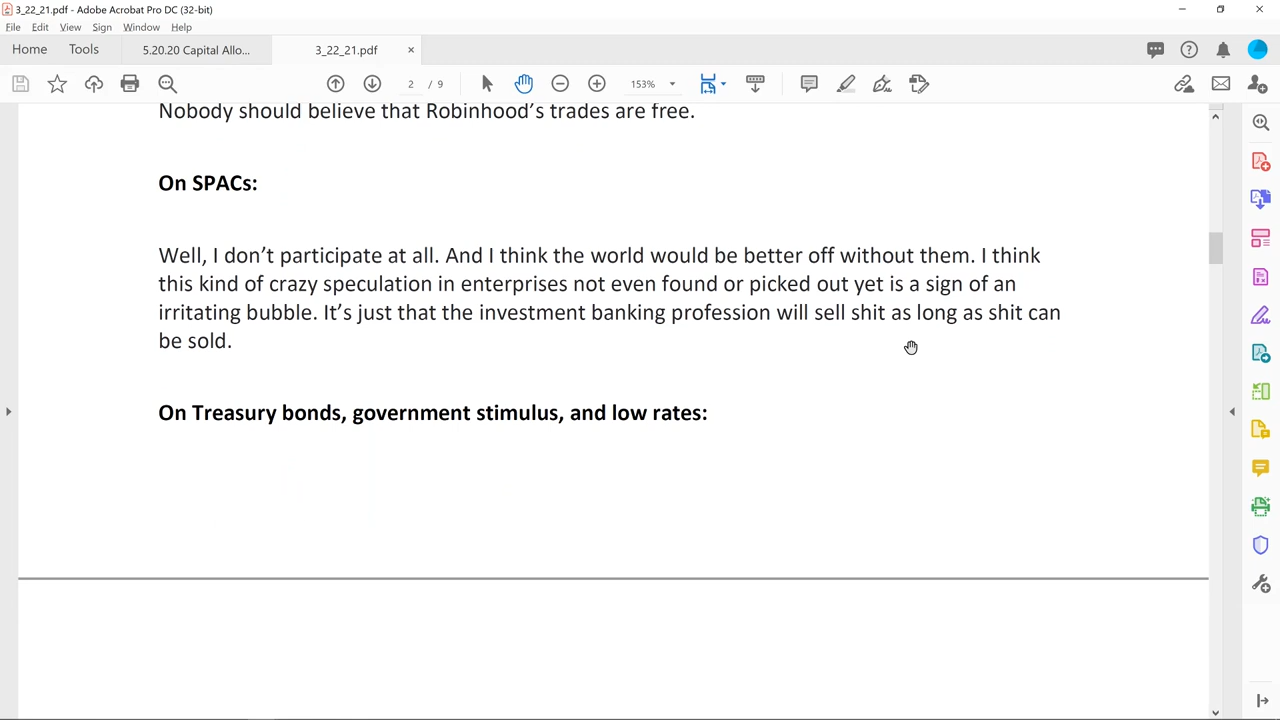 3_22_21.pdf - Adobe Acrobat Pro DC (32-bit)
File Edit View Sign Window Help
Home Tools 5.20.20 Capital Allo... 3_22_21.pdf ×
2 / 9 153%
Nobody should believe that Robinhood’s trades are free.
On SPACs:
Well, I don’t participate at all. And I think the world would be better off without them. I think
this kind of crazy speculation in enterprises not even found or picked out yet is a sign of an
irritating bubble. It’s just that the investment banking profession will sell shit as long as shit can
be sold.
On Treasury bonds, government stimulus, and low rates: